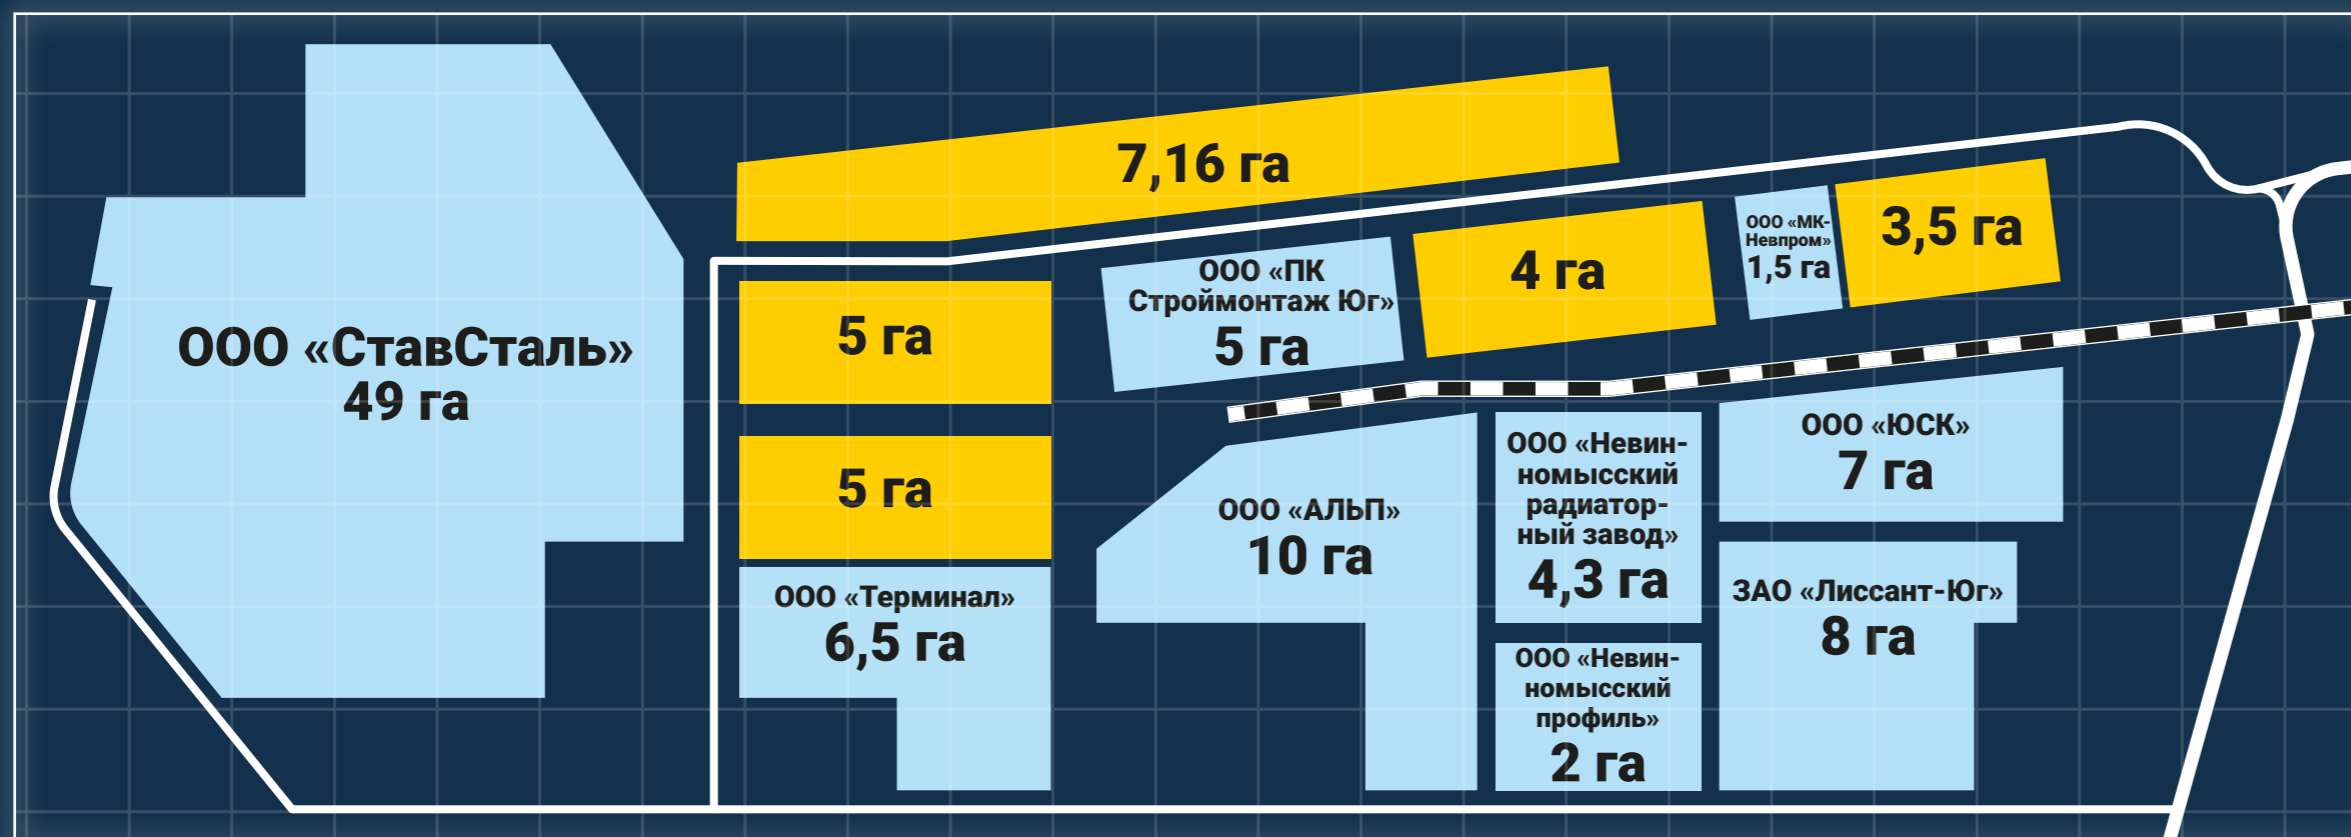 ООО «СтавСталь»
49 га
7,16 га
5 га
5 га
ООО «Терминал»
6,5 га
ООО «ПК
Строймонтаж Юг»
5 га
4 га
ООО «МК-
Невпром»
1,5 га
3,5 га
ООО «АЛЬП»
10 га
ООО «Невин-
номысский
радиатор-
ный завод»
4,3 га
ООО «Невин-
номысский
профиль»
2 га
ООО «ЮСК»
7 га
ЗАО «Лиссант-Юг»
8 га